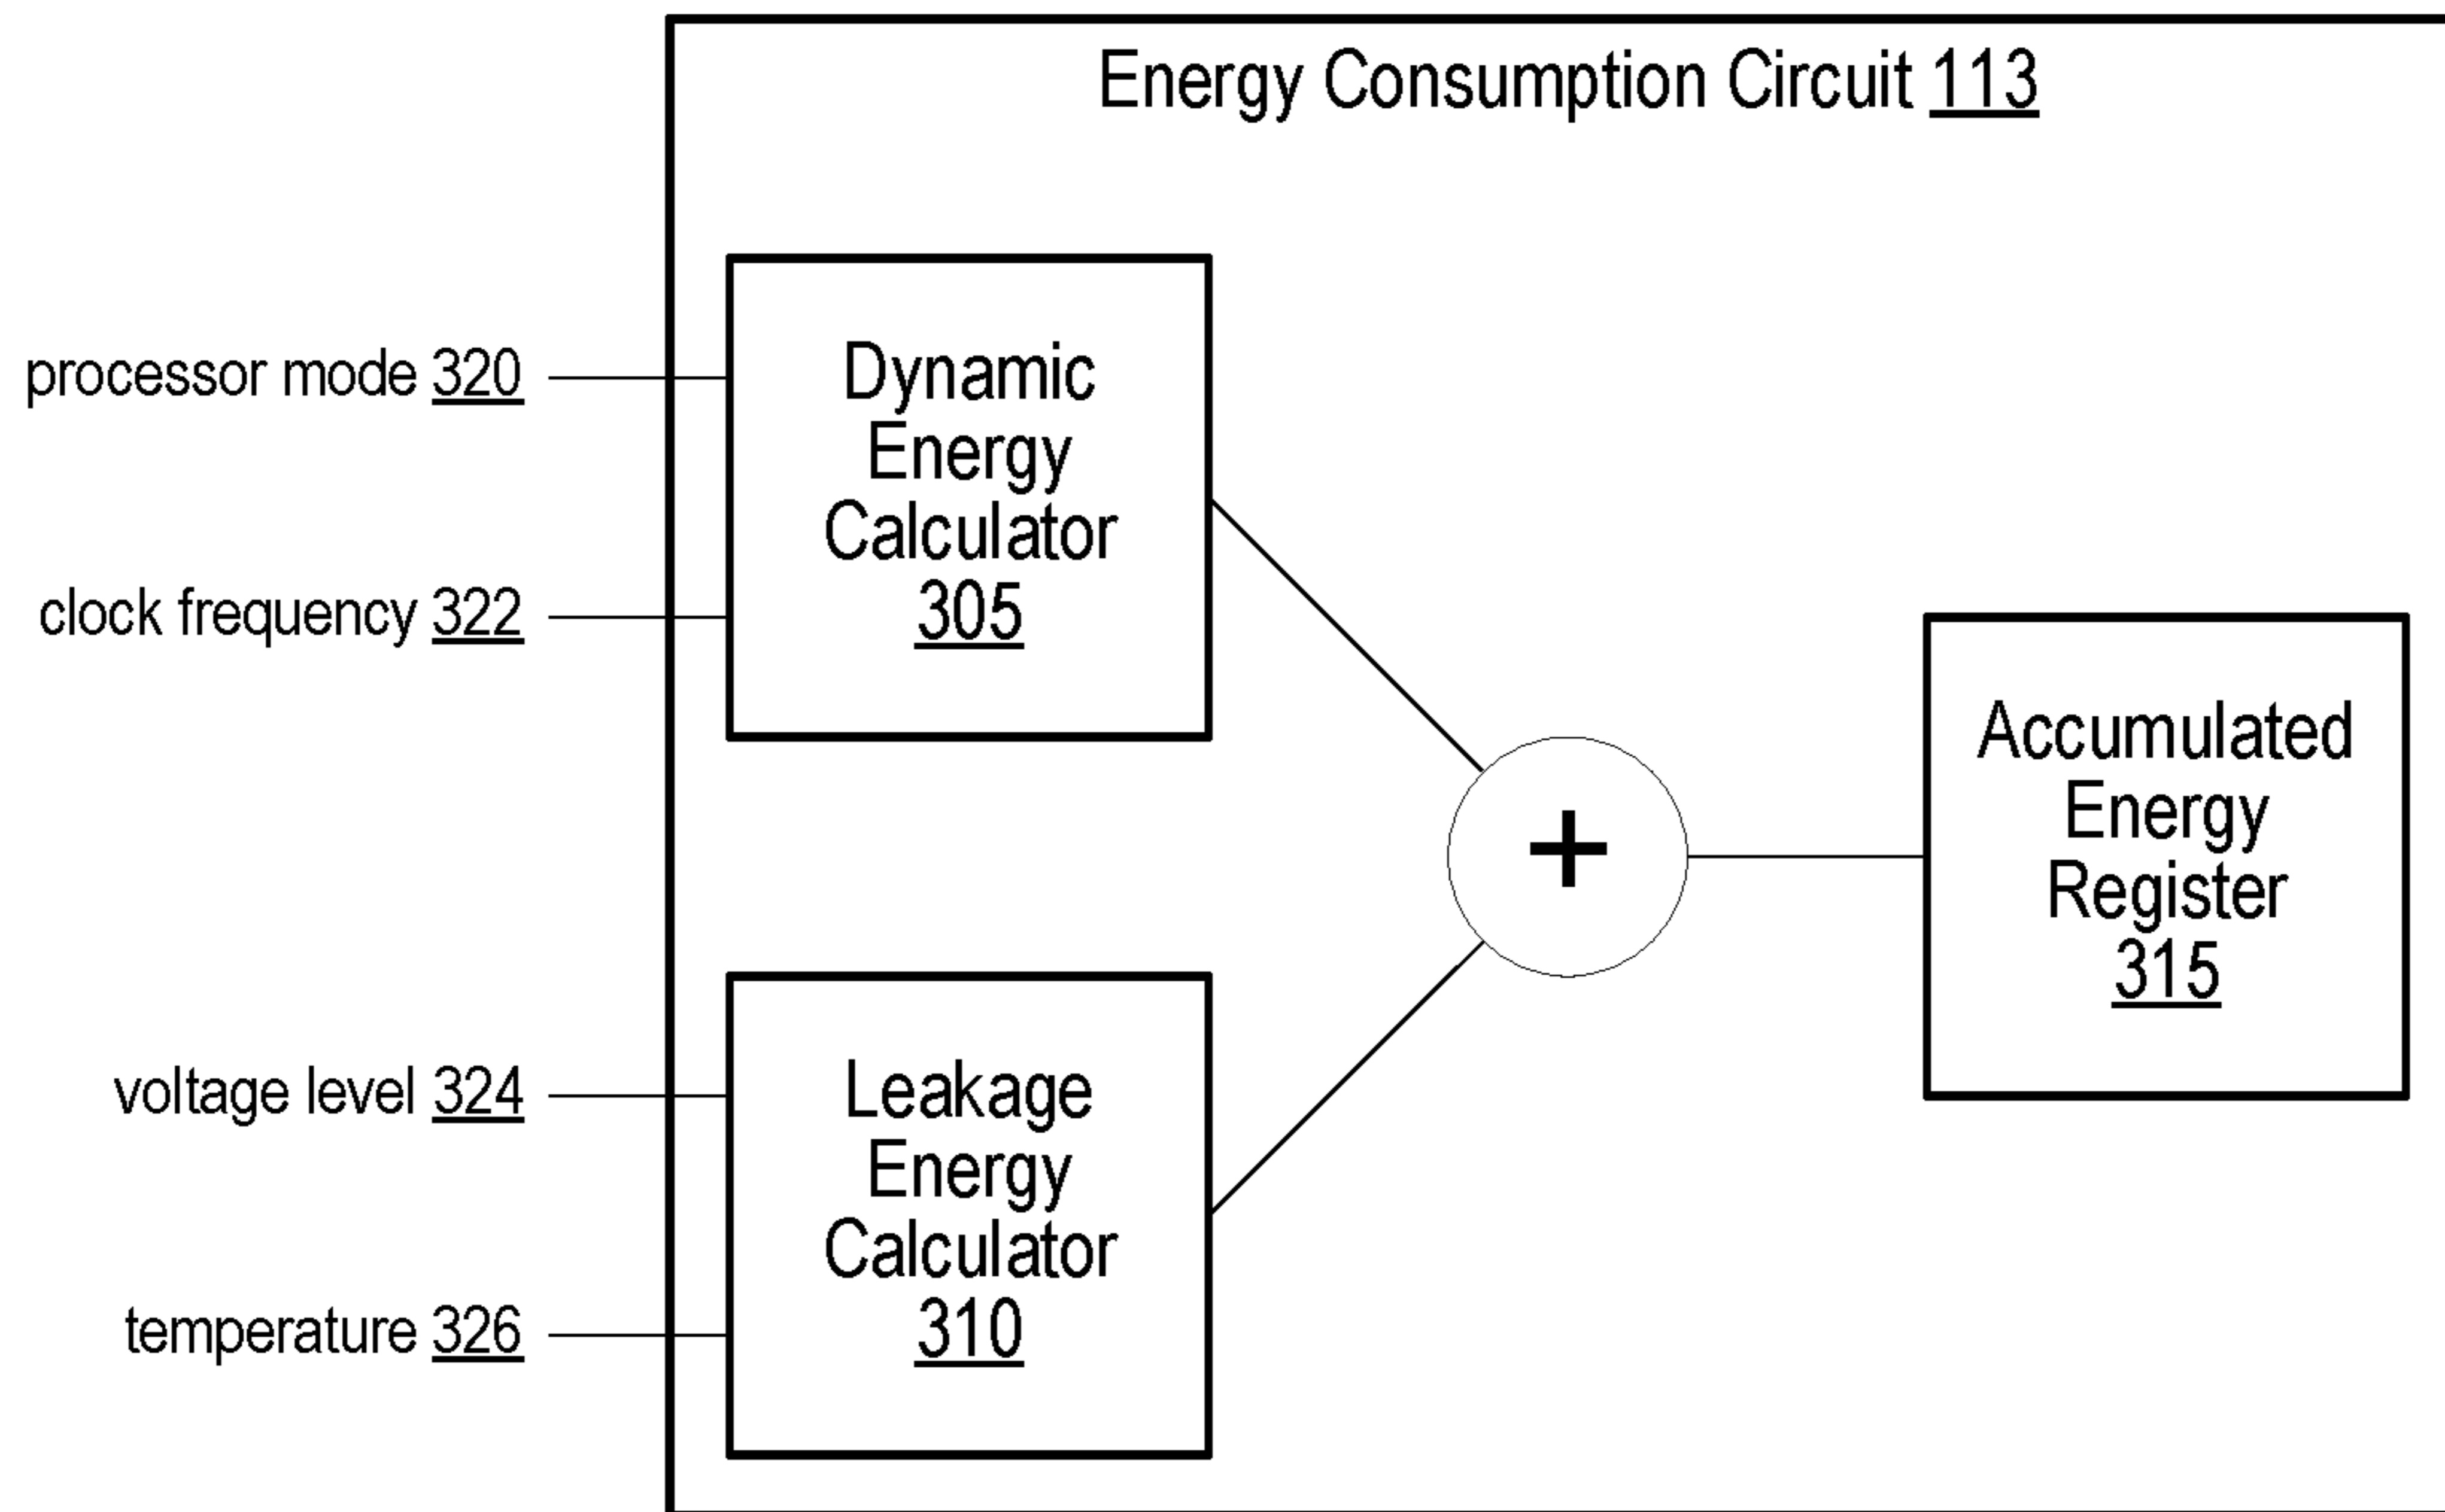 Energy Consumption Circuit 113
processor mode 320
clock frequency 322
Dynamic
Energy
Calculator
305
+
Accumulated
Energy
Register
315
voltage level 324
temperature 326
Leakage
Energy
Calculator
310